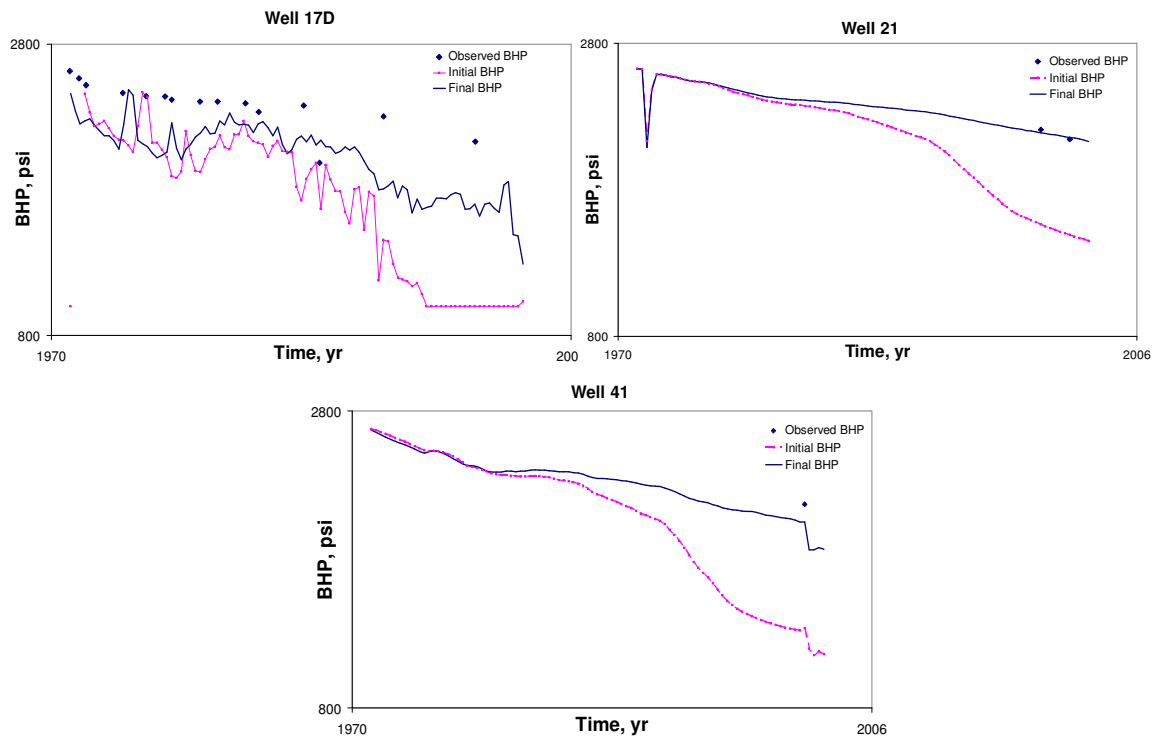 Well 17D
2800
Observed BHP
Initial BHP
Final BHP
BHP, psi
800
1970
Time, yr
200
Well 21
2800
Observed BHP
Initial BHP
Final BHP
BHP, psi
800
1970
Time, yr
2006
Well 41
2800
Observed BHP
Initial BHP
Final BHP
BHP, psi
800
1970
Time, yr
2006